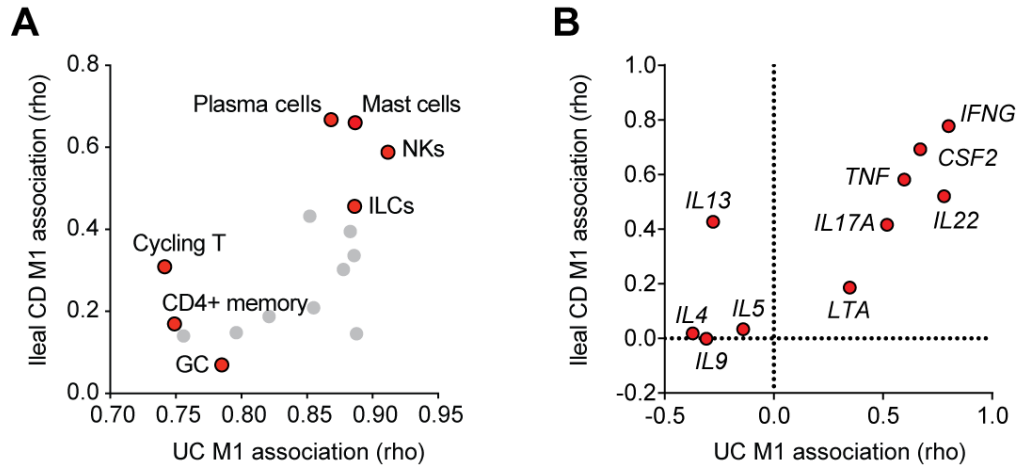 A
Ileal CD M1 association (rho)
0.8
0.6
0.4
0.2
0.0
Plasma cells
Mast cells
NKs
ILCs
Cycling T
CD4+ memory
GC
0.70
0.75
0.80
0.85
0.90
0.95
UC M1 association (rho)
B
Ileal CD M1 association (rho)
1.0
0.8
0.6
0.4
0.2
0.0
-0.2
IFNG
CSF2
TNF
IL22
IL13
IL17A
LTA
IL4
IL5
IL9
-0.5
0.0
0.5
1.0
UC M1 association (rho)